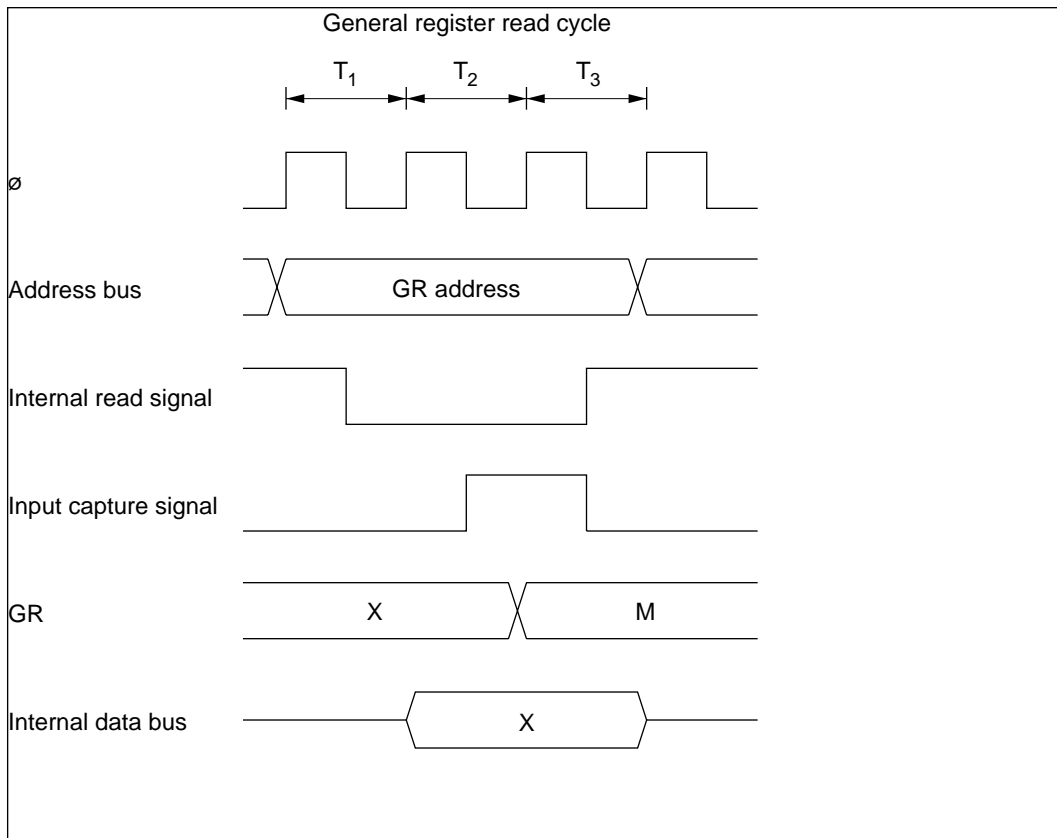 General register read cycle
T1 T2 T3
ø
Address bus GR address
Internal read signal
Input capture signal
GR X M
Internal data bus X